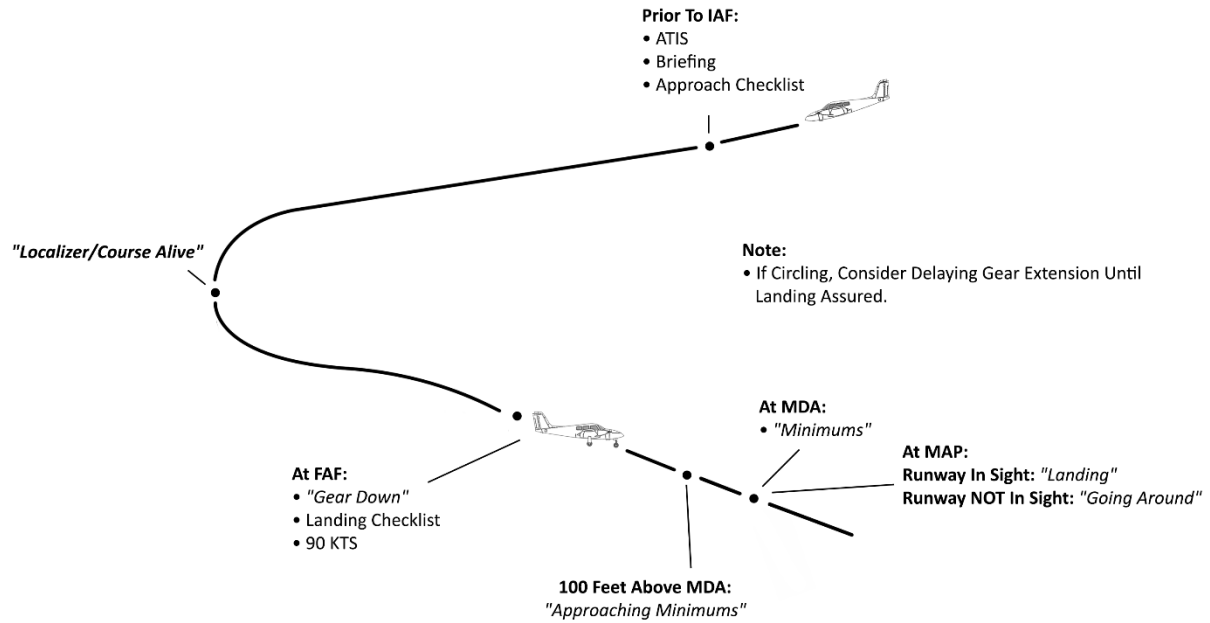 Prior To IAF:
• ATIS
• Briefing
• Approach Checklist
"Localizer/Course Alive"
Note:
• If Circling, Consider Delaying Gear Extension Until
Landing Assured.
At FAF:
• "Gear Down"
• Landing Checklist
• 90 KTS
At MDA:
• "Minimums"
At MAP:
Runway In Sight: "Landing"
Runway NOT In Sight: "Going Around"
100 Feet Above MDA:
"Approaching Minimums"